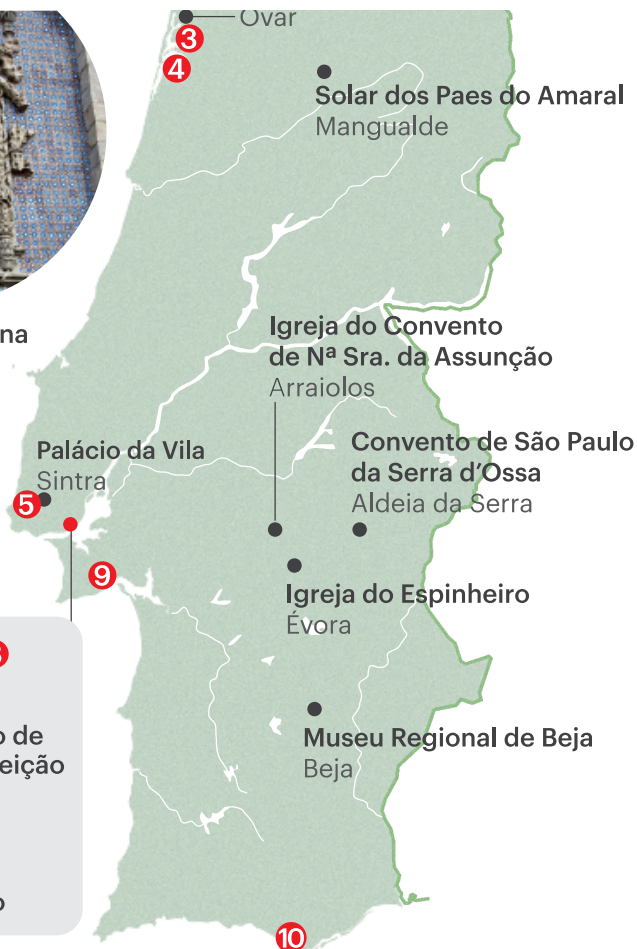 Ovar
3
4
Solar dos Paes do Amaral
Mangualde
na
Igreja do Convento
de Nª Sra. da Assunção
Arraiolos
Palácio da Vila
Sintra
5
Convento de São Paulo
da Serra d'Ossa
Aldeia da Serra
9
Igreja do Espinheiro
Évora
o de
eição
Museu Regional de Beja
Beja
o
10